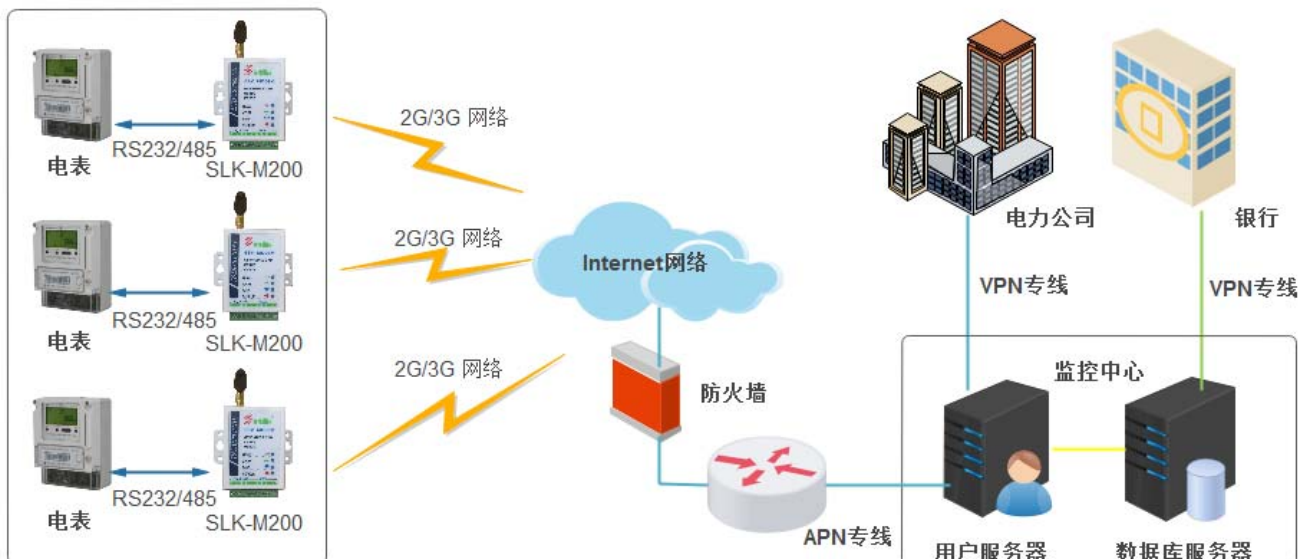 2G/3G 网络
RS232/485
电表
SLK-M200
2G/3G 网络
RS232/485
电表
SLK-M200
2G/3G 网络
RS232/485
电表
SLK-M200
Internet网络
防火墙
APN专线
电力公司
银行
VPN专线
VPN专线
监控中心
用户服务器
数据库服务器